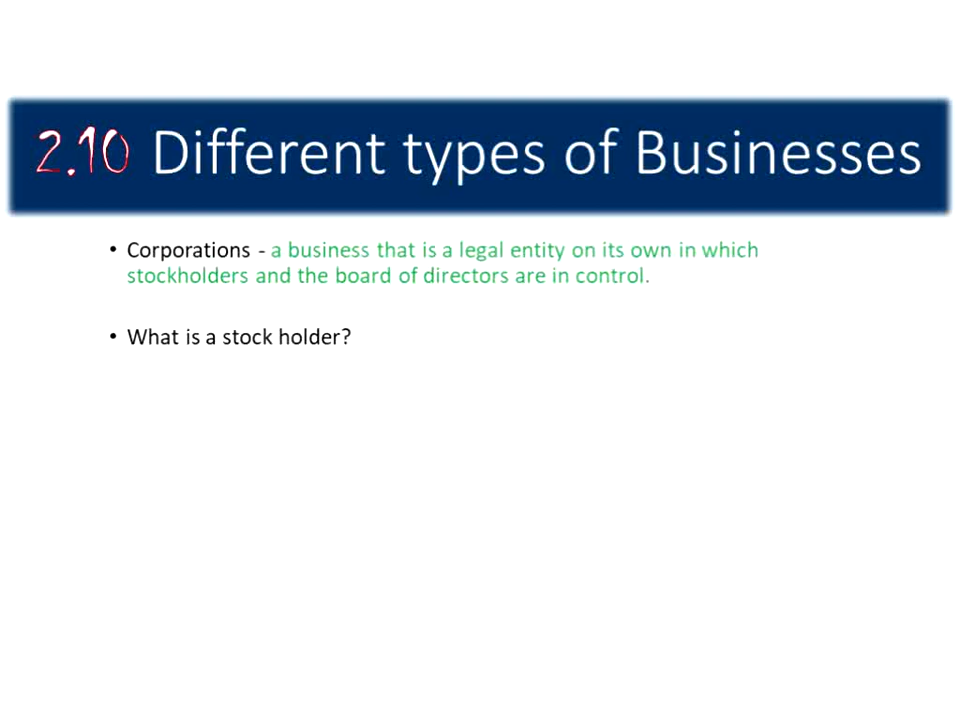 2.10 Different types of Businesses
• Corporations - a business that is a legal entity on its own in which
stockholders and the board of directors are in control.
• What is a stock holder?